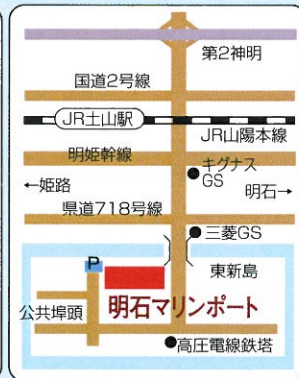 第2神明
国道2号線
JR土山駅
JR山陽本線
明姫幹線
キグナス
GS
←姫路
明石→
県道718号線
三菱GS
P
東新島
公共埠頭
明石マリンポート
高圧電線鉄塔